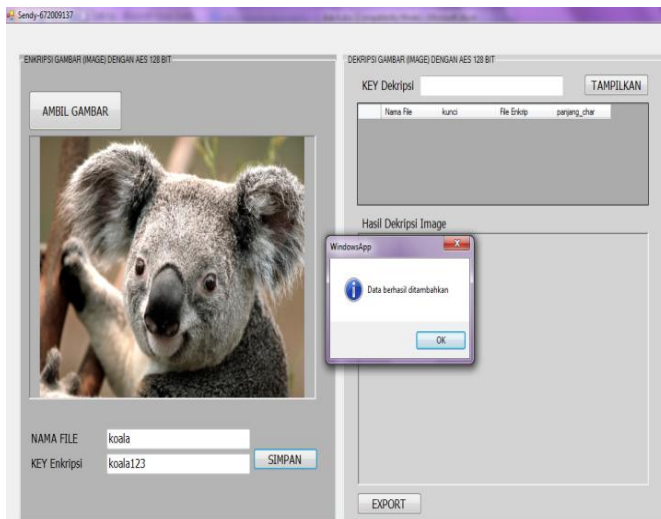 Sendy-672009137
ENKRIPSI GAMBAR (IMAGE) DENGAN AES 128 BIT
AMBIL GAMBAR
NAMA FILE koala
KEY Enkripsi koala123
SIMPAN
DEKRIPSI GAMBAR (IMAGE) DENGAN AES 128 BIT
KEY Dekripsi TAMPILKAN
Nama File kunci File Enkrip panjang_char
Hasil Dekripsi Image
WindowsApp
Data berhasil ditambahkan
OK
EXPORT